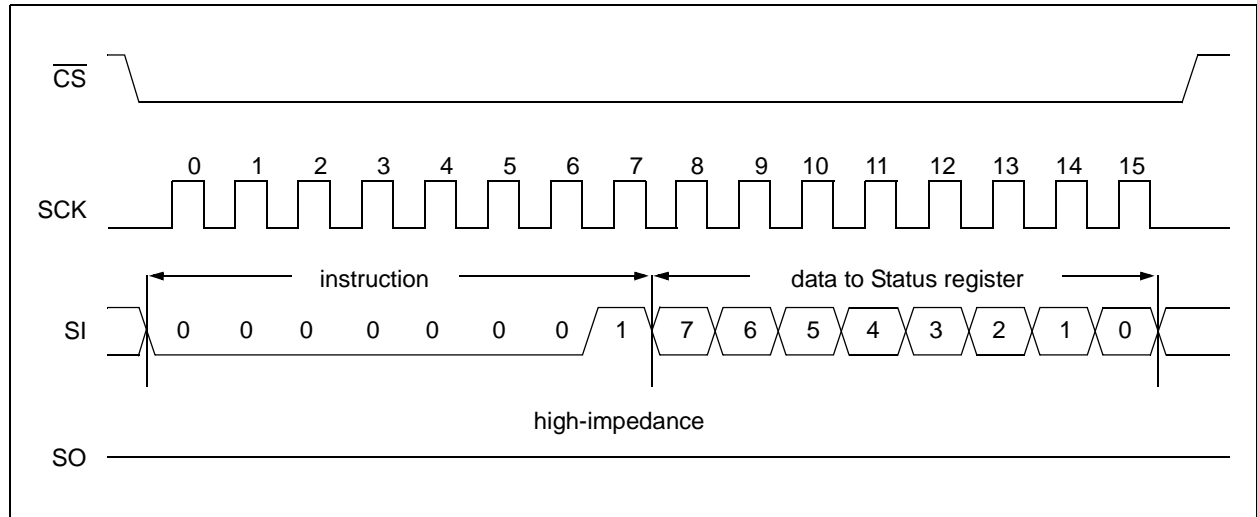 CS
0 1 2 3 4 5 6 7 8 9 10 11 12 13 14 15
SCK
instruction data to Status register
SI 0 0 0 0 0 0 0 1 7 6 5 4 3 2 1 0
high-impedance
SO